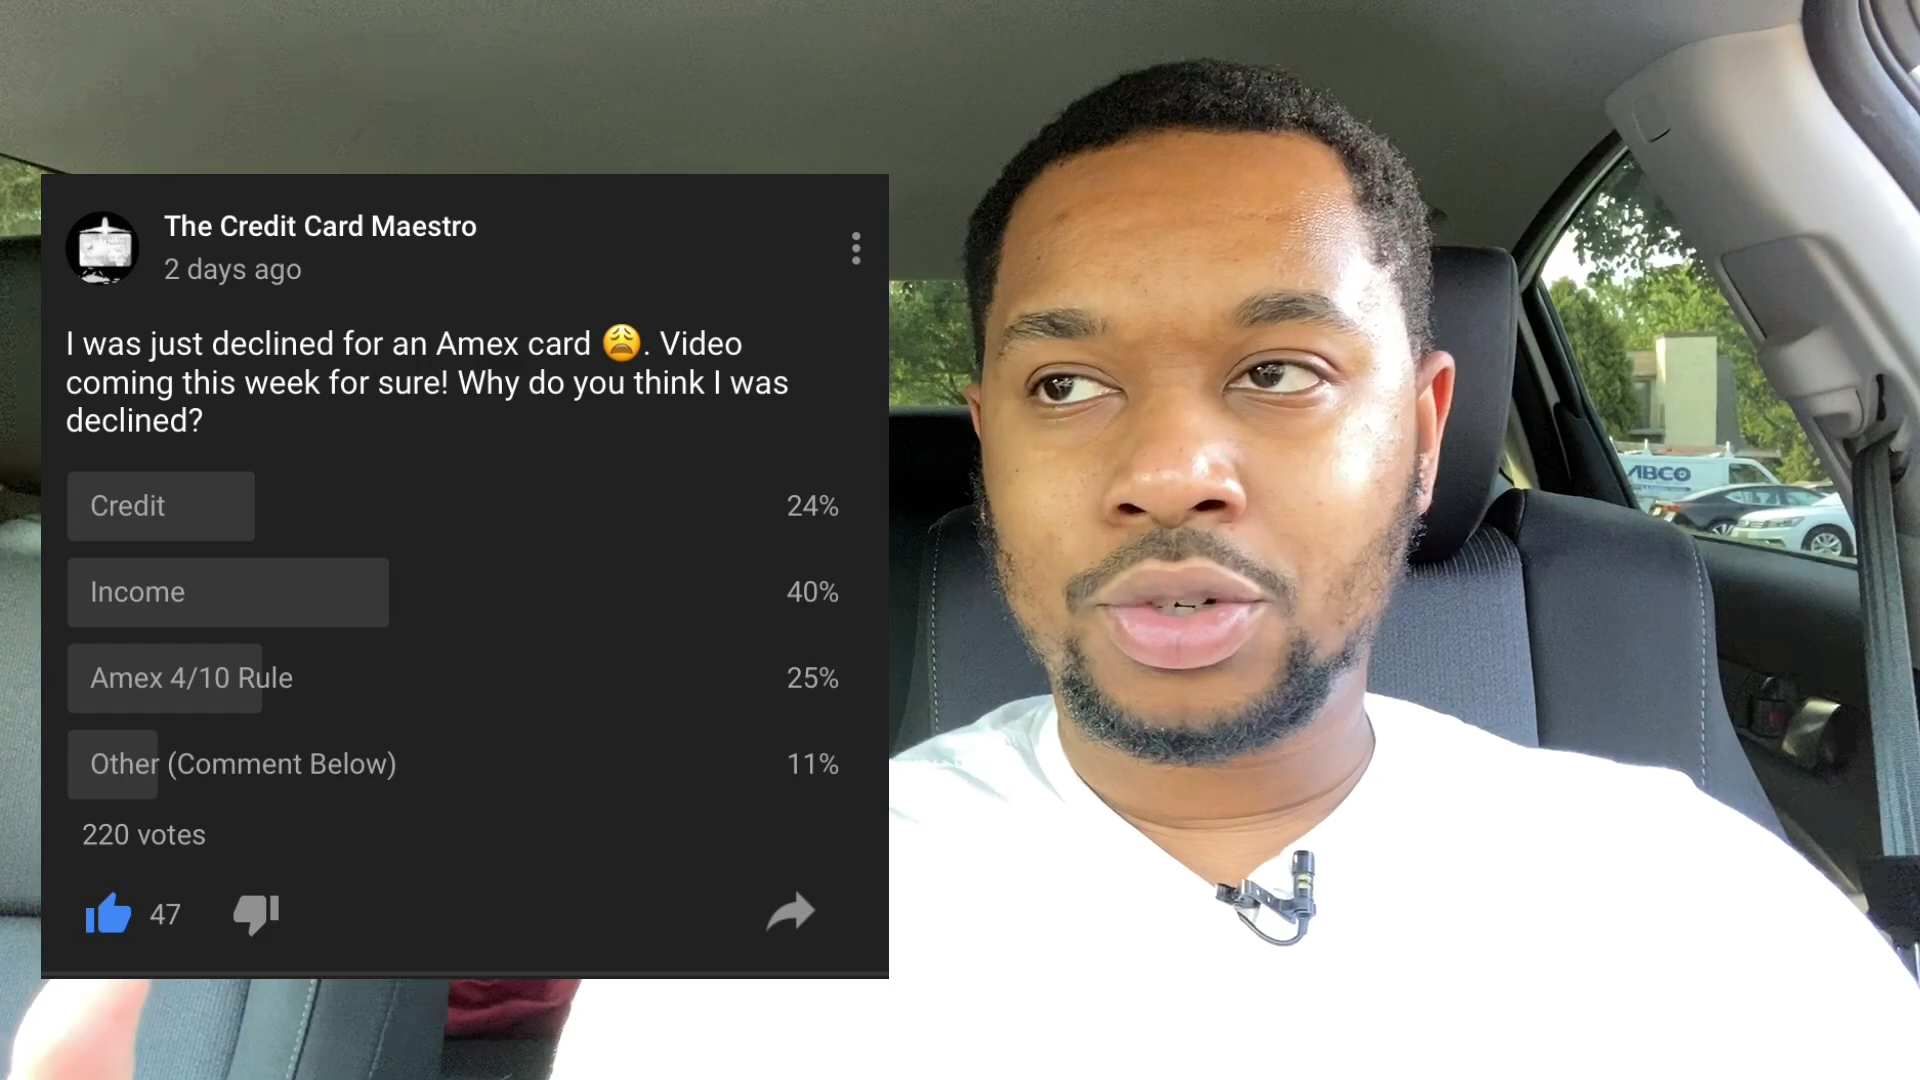 The Credit Card Maestro
2 days ago
I was just declined for an Amex card 😩. Video
coming this week for sure! Why do you think I was
declined?
Credit 24%
Income 40%
Amex 4/10 Rule 25%
Other (Comment Below) 11%
220 votes
47
ABCO